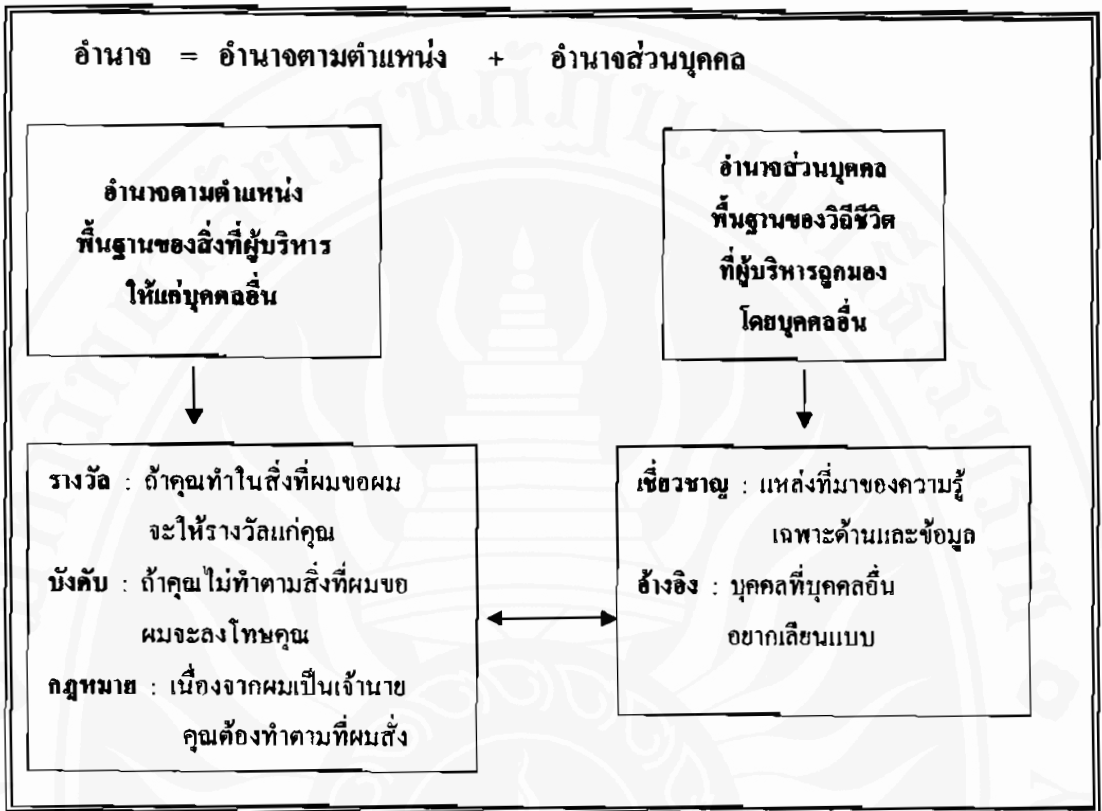 อำนาจ = อำนาจตามตำแหน่ง + อำนาจส่วนบุคคล
อำนาจตามตำแหน่ง
พื้นฐานของสิ่งที่ผู้บริหาร
ให้แก่บุคคลอื่น
อำนาจส่วนบุคคล
พื้นฐานของวิถีชีวิต
ที่ผู้บริหารถูกมอง
โดยบุคคลอื่น
รางวัล : ถ้าคุณทำในสิ่งที่ผมขอผม
จะให้รางวัลแก่คุณ
บังคับ : ถ้าคุณไม่ทำตามสิ่งที่ผมขอ
ผมจะลงโทษคุณ
กฎหมาย : เนื่องจากผมเป็นเจ้านาย
คุณต้องทำตามที่ผมสั่ง
เชี่ยวชาญ : แหล่งที่มาของความรู้
เฉพาะด้านและข้อมูล
อ้างอิง : บุคคลที่บุคคลอื่น
อยากเลียนแบบ